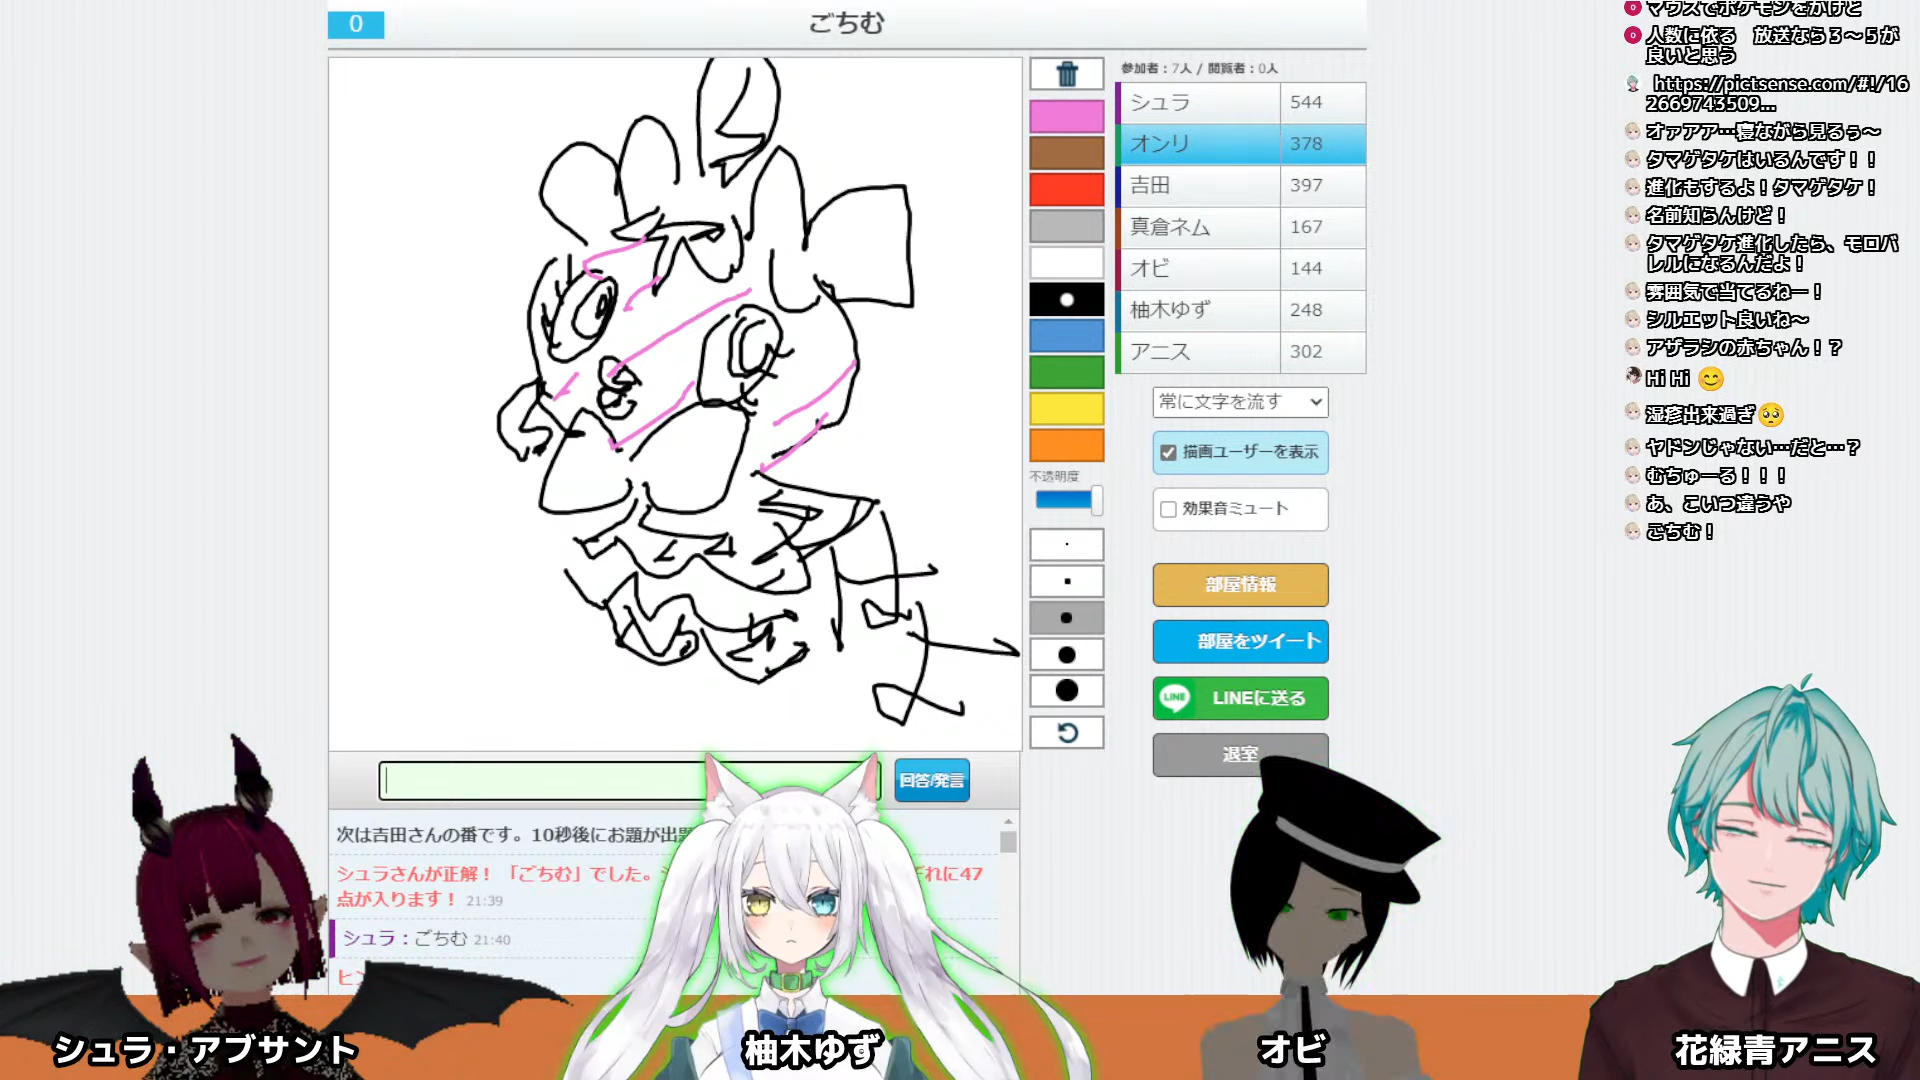 0
ごちむ
参加者：7人 / 閲覧者：0人
シュラ 544
オンリ 378
吉田 397
真倉ネム 167
オビ 144
柚木ゆず 248
アニス 302
常に文字を流す
描画ユーザーを表示
効果音ミュート
不透明度
部屋情報
部屋をツイート
LINE LINEに送る
退室
回答/発言
次は吉田さんの番です。10秒後にお題が出題
シュラさんが正解！「ごちむ」でした。
ぞれに47
点が入ります！ 21:39
シュラ：ごちむ 21:40
ヒン
マウスでポケモンをかけと
人数に依る　放送なら３～５が
良いと思う
https://pictsense.com/#!/16
2669743509...
オァアア…寝ながら見るぅ～
タマゲタケはいるんです！！
進化もするよ！タマゲタケ！
名前知らんけど！
タマゲタケ進化したら、モロバ
レルになるんだよ！
雰囲気で当てるねー！
シルエット良いね～
アザラシの赤ちゃん！？
Hi Hi 😊
湿疹出来過ぎ🥺
ヤドンじゃない…だと…？
むちゅーる！！！
あ、こいつ違うや
ごちむ！
シュラ・アブサント
柚木ゆず
オビ
花緑青アニス